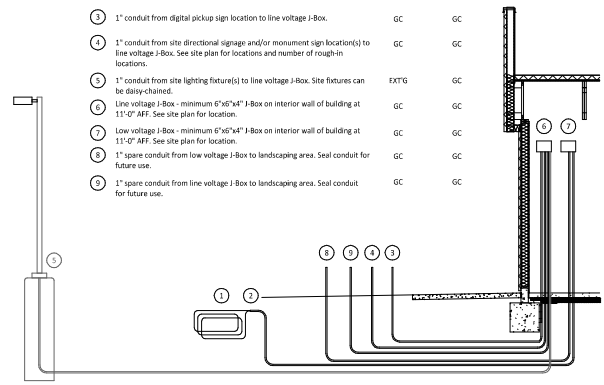 3 1" conduit from digital pickup sign location to line voltage J-Box. GC GC
4 1" conduit from site directional signage and/or monument sign location(s) to GC GC
line voltage J-Box. See site plan for locations and number of rough-in
locations.
5 1" conduit from site lighting fixture(s) to line voltage J-Box. Site fixtures can EXT'G GC
be daisy-chained.
6 Line voltage J-Box - minimum 6"x6"x4" J-Box on interior wall of building at GC GC
11'-0" AFF. See site plan for location.
7 Low voltage J-Box - minimum 6"x6"x4" J-Box on interior wall of building at GC GC
11'-0" AFF. See site plan for location.
8 1" spare conduit from low voltage J-Box to landscaping area. Seal conduit for GC GC
future use.
9 1" spare conduit from line voltage J-Box to landscaping area. Seal conduit GC GC
for future use.
6 7
5
8 9 4 3
1 2